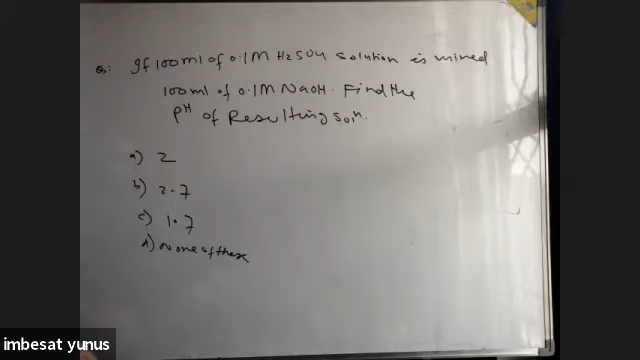 Q: If 100ml of 0.1M H2SO4 solution is mixed
100ml of 0.1M NaOH. Find the
pH of Resulting soln.
a) 2
b) 2.7
c) 1.7
d) None of these
imbesat yunus